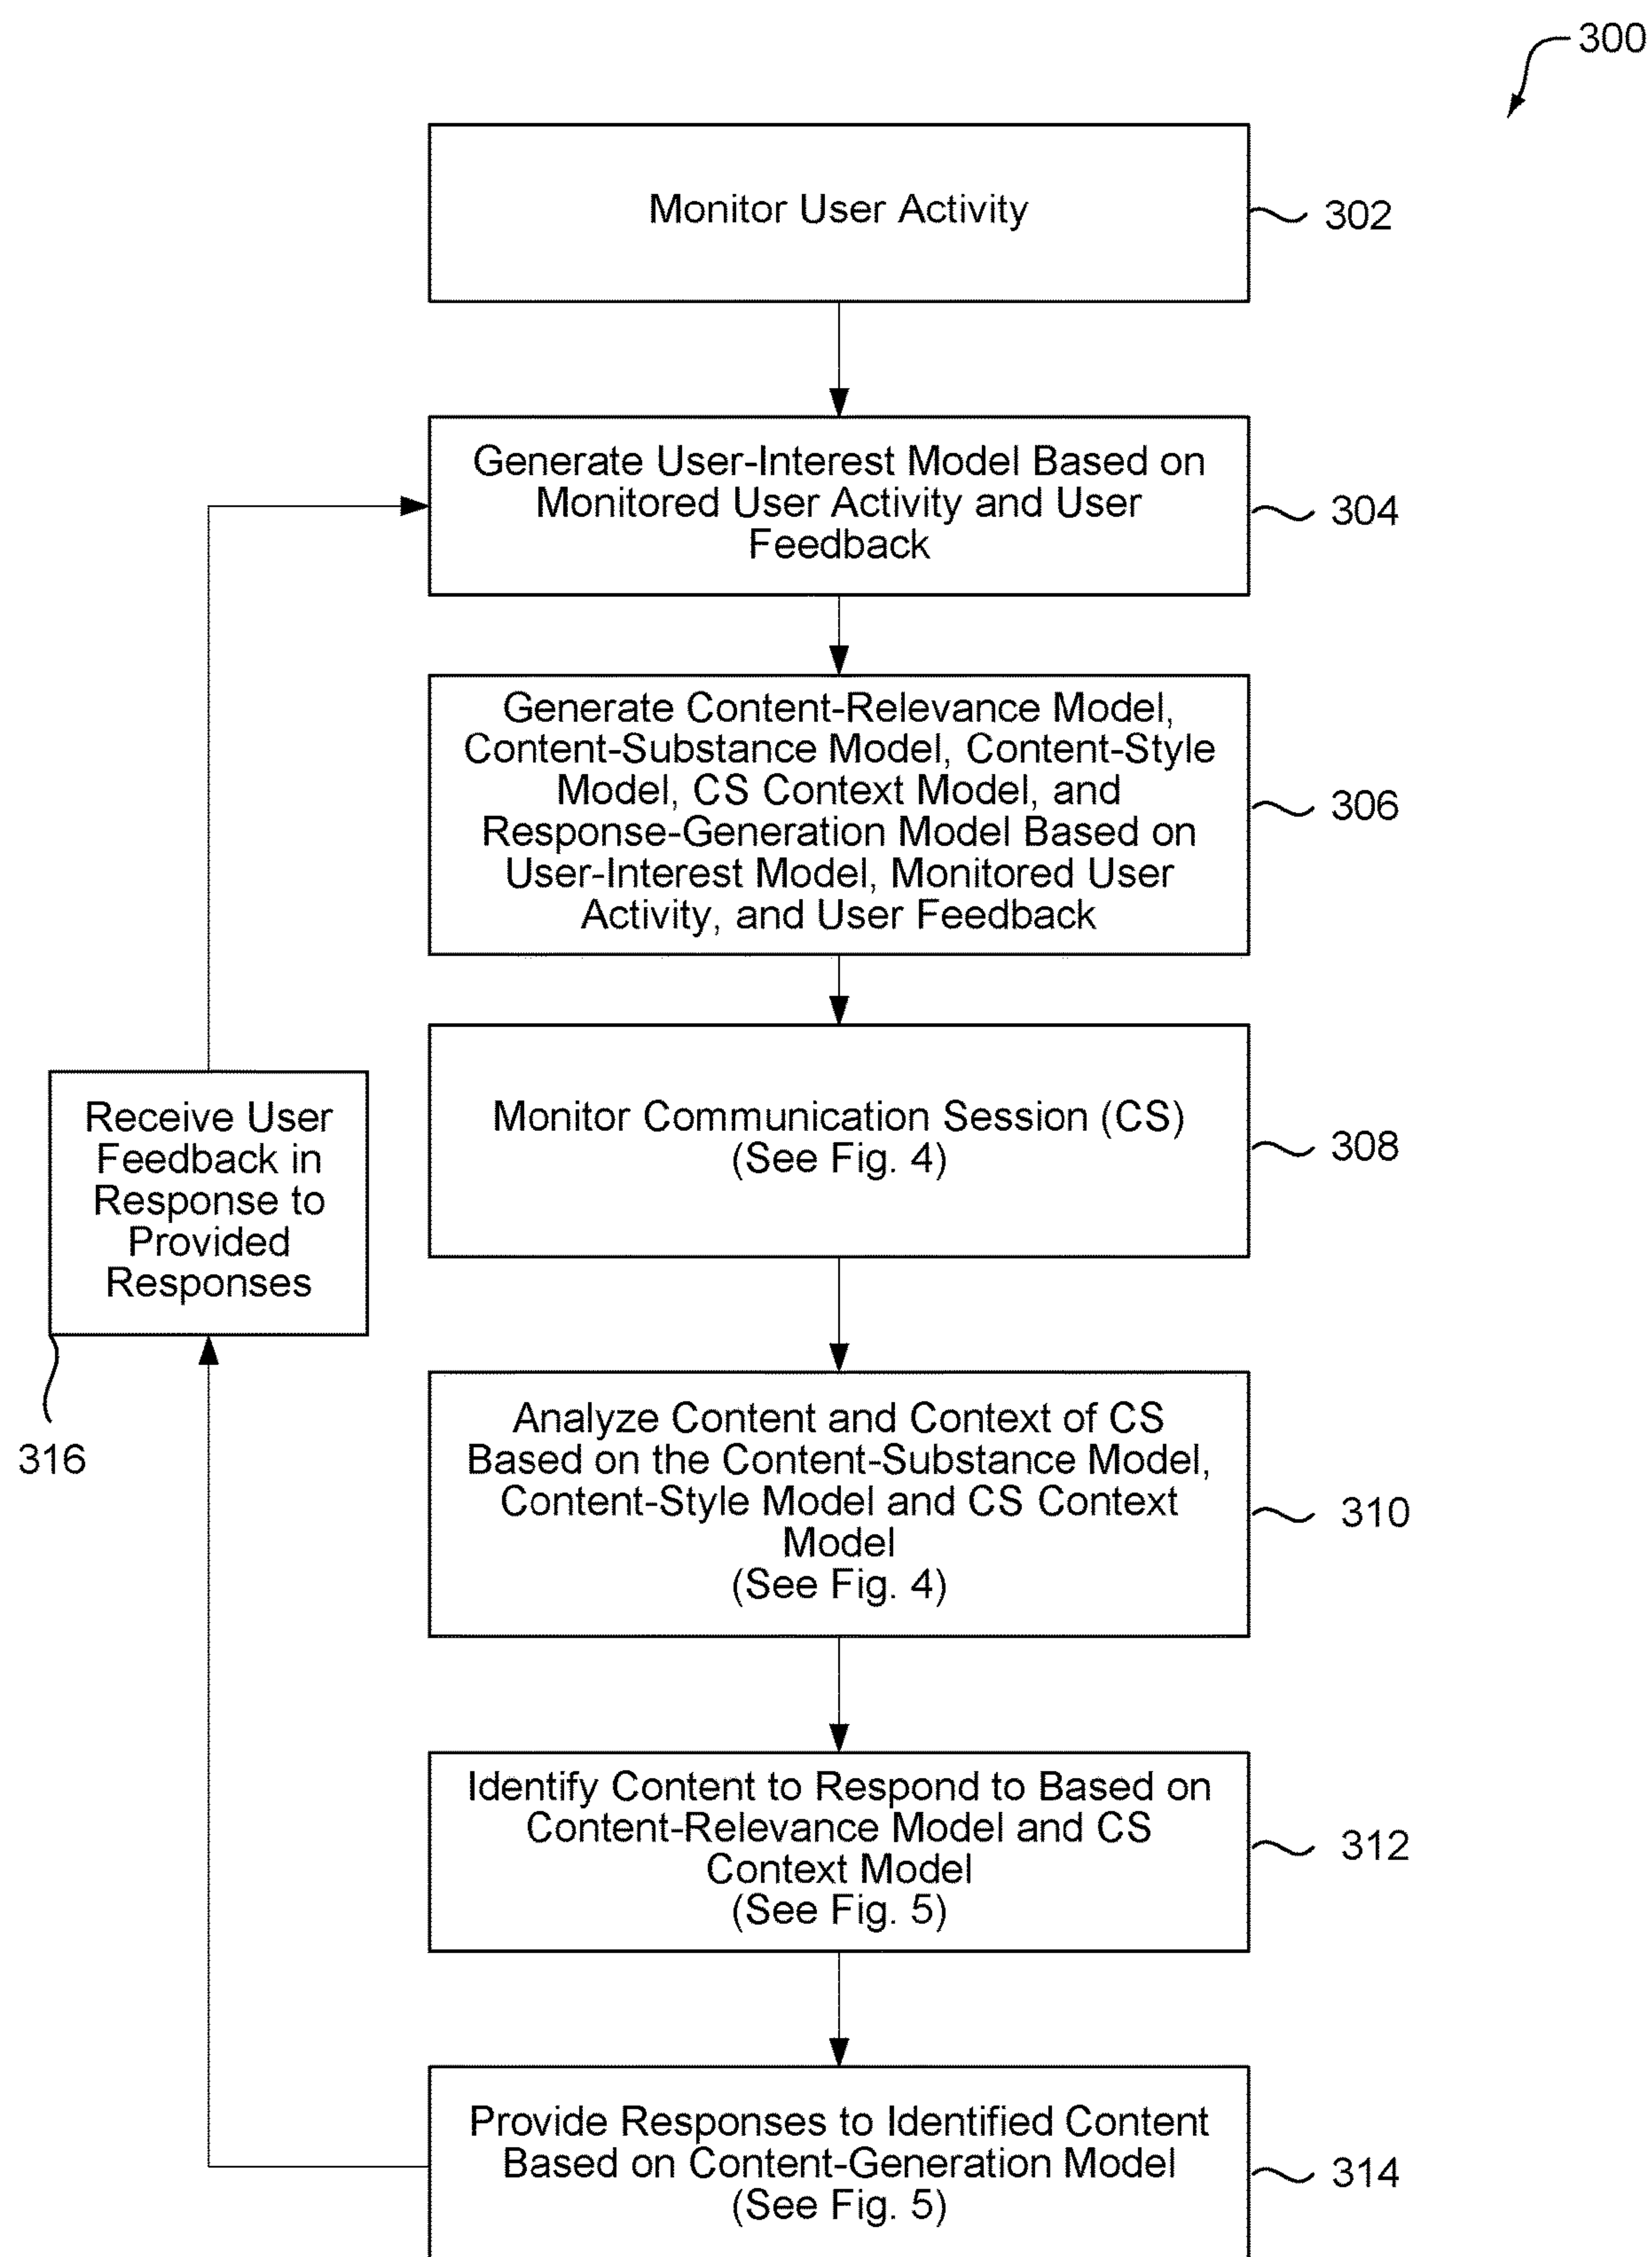 300
Monitor User Activity
302
Generate User-Interest Model Based on
Monitored User Activity and User
Feedback
304
Generate Content-Relevance Model,
Content-Substance Model, Content-Style
Model, CS Context Model, and
Response-Generation Model Based on
User-Interest Model, Monitored User
Activity, and User Feedback
306
Monitor Communication Session (CS)
(See Fig. 4)
308
Receive User
Feedback in
Response to
Provided
Responses
316
Analyze Content and Context of CS
Based on the Content-Substance Model,
Content-Style Model and CS Context
Model
(See Fig. 4)
310
Identify Content to Respond to Based on
Content-Relevance Model and CS
Context Model
(See Fig. 5)
312
Provide Responses to Identified Content
Based on Content-Generation Model
(See Fig. 5)
314